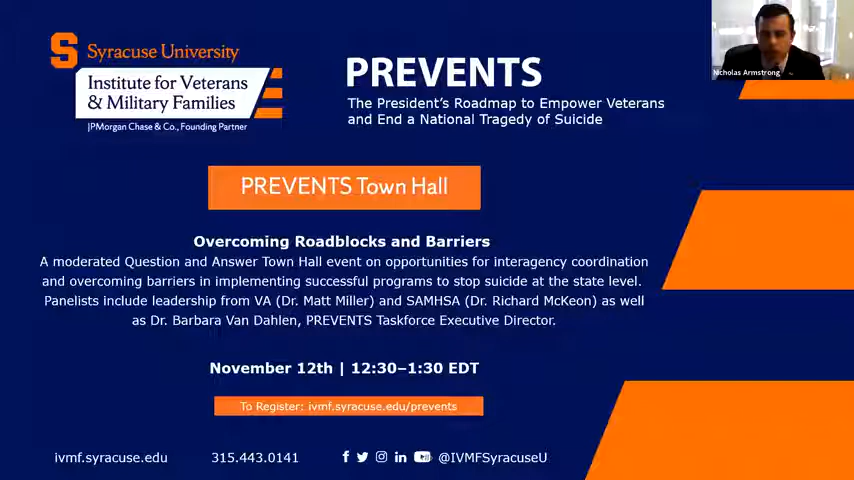 S Syracuse University
Institute for Veterans
& Military Families
JPMorgan Chase & Co., Founding Partner
PREVENTS
The President's Roadmap to Empower Veterans
and End a National Tragedy of Suicide
Nicholas Armstrong
PREVENTS Town Hall
Overcoming Roadblocks and Barriers
A moderated Question and Answer Town Hall event on opportunities for interagency coordination
and overcoming barriers in implementing successful programs to stop suicide at the state level.
Panelists include leadership from VA (Dr. Matt Miller) and SAMHSA (Dr. Richard McKeon) as well
as Dr. Barbara Van Dahlen, PREVENTS Taskforce Executive Director.
November 12th | 12:30–1:30 EDT
To Register: ivmf.syracuse.edu/prevents
ivmf.syracuse.edu 315.443.0141 @IVMFSyracuseU